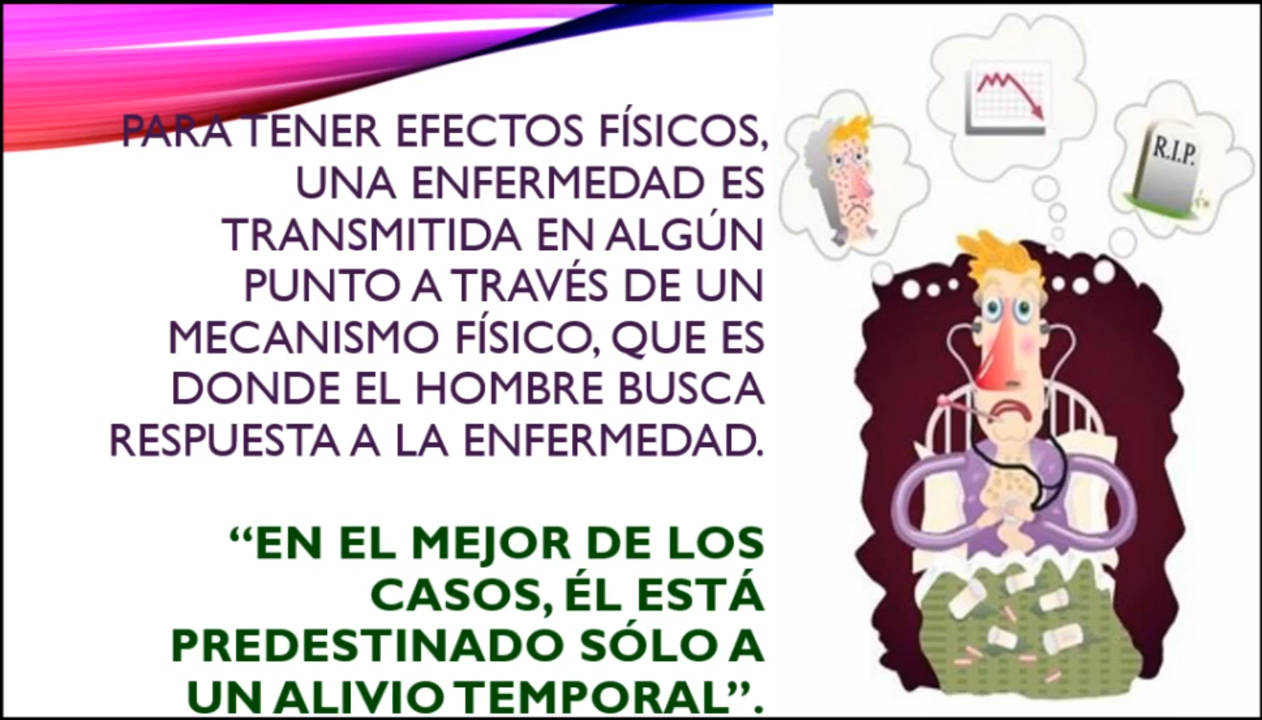 PARA TENER EFECTOS FÍSICOS,
UNA ENFERMEDAD ES
TRANSMITIDA EN ALGÚN
PUNTO A TRAVÉS DE UN
MECANISMO FÍSICO, QUE ES
DONDE EL HOMBRE BUSCA
RESPUESTA A LA ENFERMEDAD.
“EN EL MEJOR DE LOS
CASOS, ÉL ESTÁ
PREDESTINADO SÓLO A
UN ALIVIO TEMPORAL”.
R.I.P.